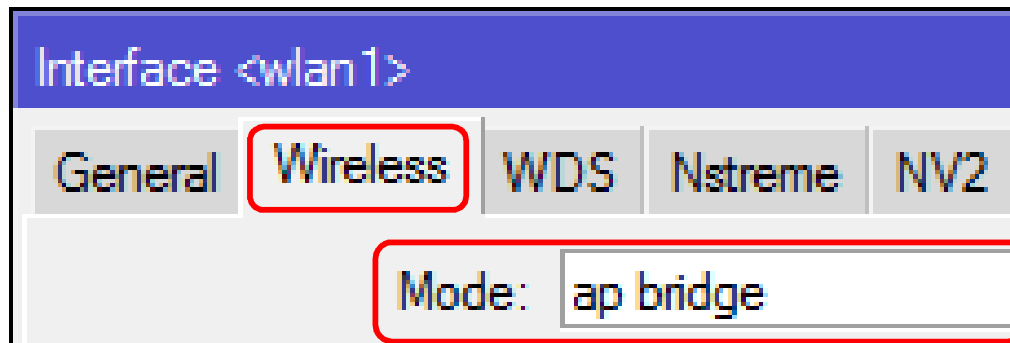 Interface <wlan1>
General Wireless WDS Nstreme NV2
Mode: ap bridge